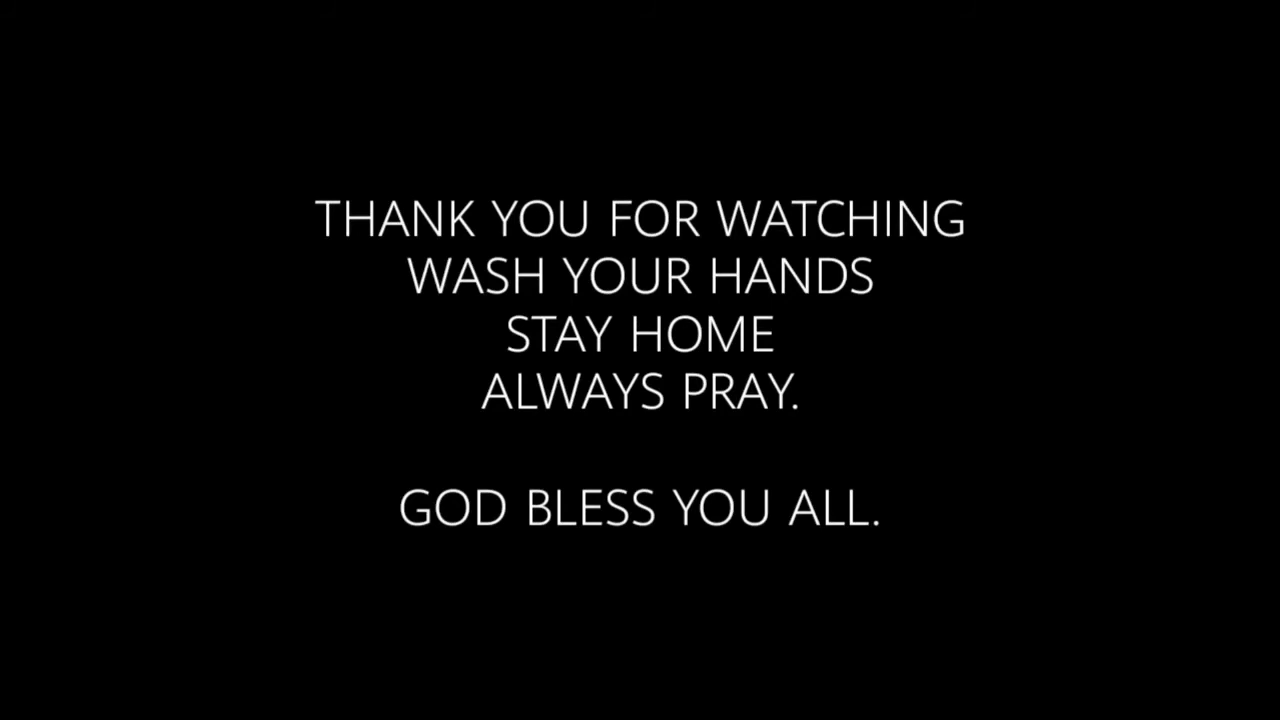 THANK YOU FOR WATCHING
WASH YOUR HANDS
STAY HOME
ALWAYS PRAY.
GOD BLESS YOU ALL.